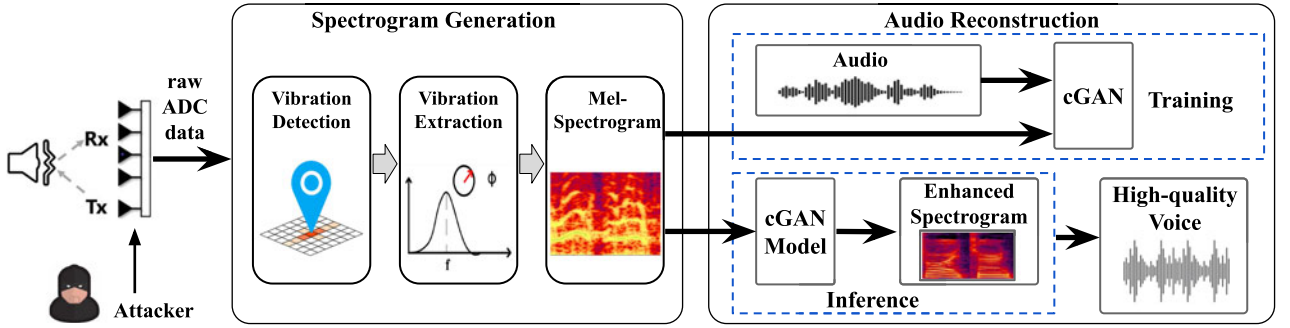 Spectrogram Generation
Audio Reconstruction
raw
ADC
data
Rx
Tx
Attacker
Vibration
Detection
Vibration
Extraction
ϕ
f
Mel-
Spectrogram
Audio
cGAN
Training
cGAN
Model
Enhanced
Spectrogram
Inference
High-quality
Voice